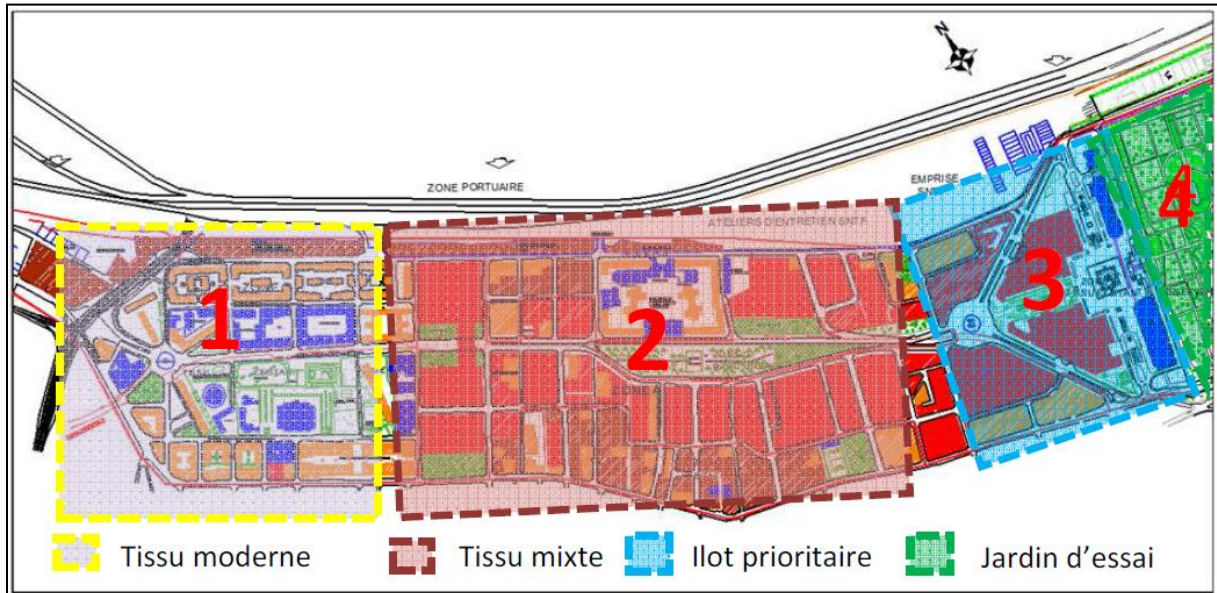 N
ZONE PORTUAIRE
EMPRISE
ATELIERS D'ENTRETIEN SNTF
1
2
3
4
Tissu moderne
Tissu mixte
Ilot prioritaire
Jardin d'essai